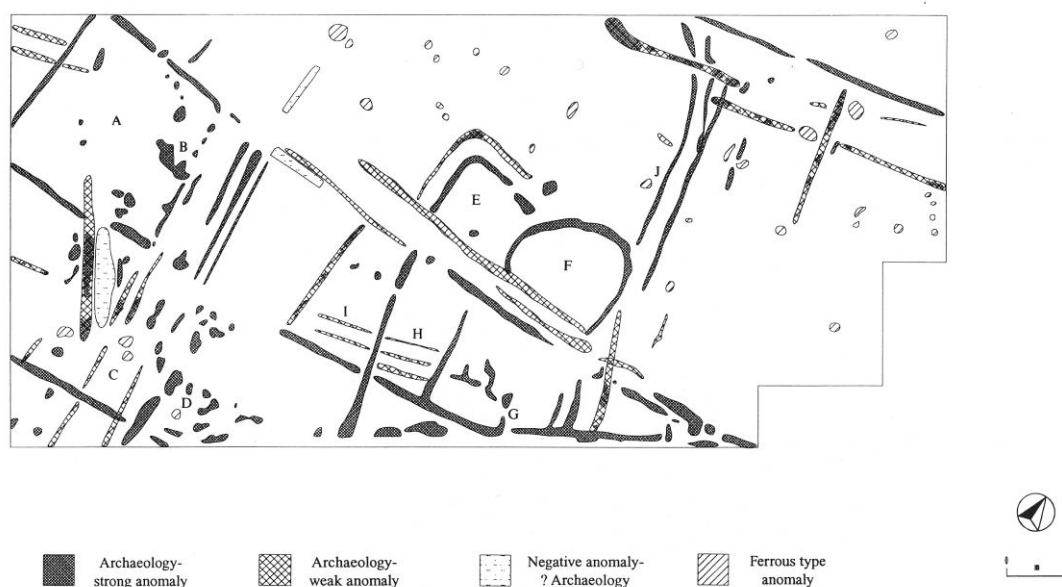 A
B
E
J
F
I
H
C
D
G
Archaeology-
strong anomaly
Archaeology-
weak anomaly
Negative anomaly-
? Archaeology
Ferrous type
anomaly